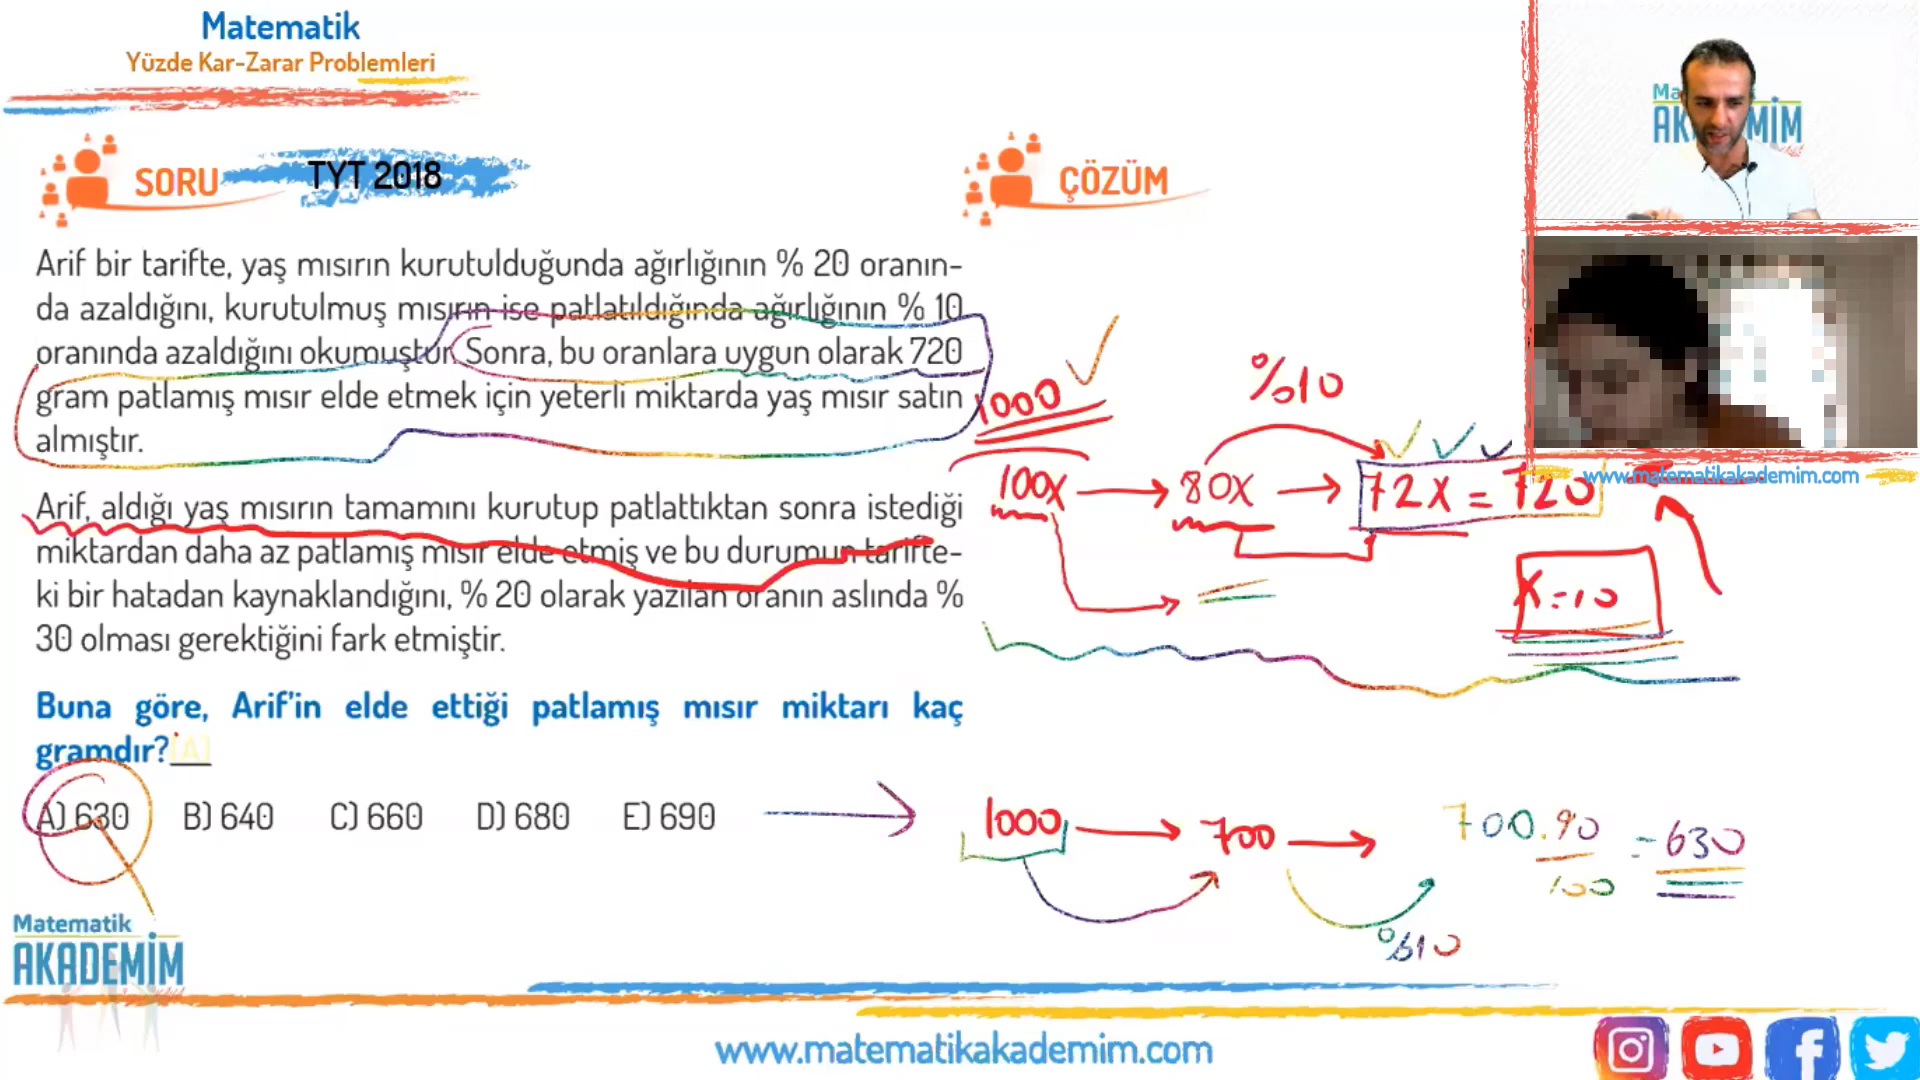 Matematik
Yüzde Kar-Zarar Problemleri
SORU
TYT 2018
ÇÖZÜM
Arif bir tarifte, yaş mısırın kurutulduğunda ağırlığının % 20 oranın-
da azaldığını, kurutulmuş mısırın ise patlatıldığında ağırlığının % 10
oranında azaldığını okumuştur. Sonra, bu oranlara uygun olarak 720
gram patlamış mısır elde etmek için yeterli miktarda yaş mısır satın
almıştır.
Arif, aldığı yaş mısırın tamamını kurutup patlattıktan sonra istediği
miktardan daha az patlamış mısır elde etmiş ve bu durumun tarifte-
ki bir hatadan kaynaklandığını, % 20 olarak yazılan oranın aslında %
30 olması gerektiğini fark etmiştir.
Buna göre, Arif'in elde ettiği patlamış mısır miktarı kaç
gramdır? [A]
A) 630 B) 640 C) 660 D) 680 E) 690
1000
%10
100x → 80x → 72x = 720
x = 10
1000 → 700 → 700.90 = 630
100
%10
www.matematikakademim.com
Matematik
AKADEMİM
www.matematikakademim.com